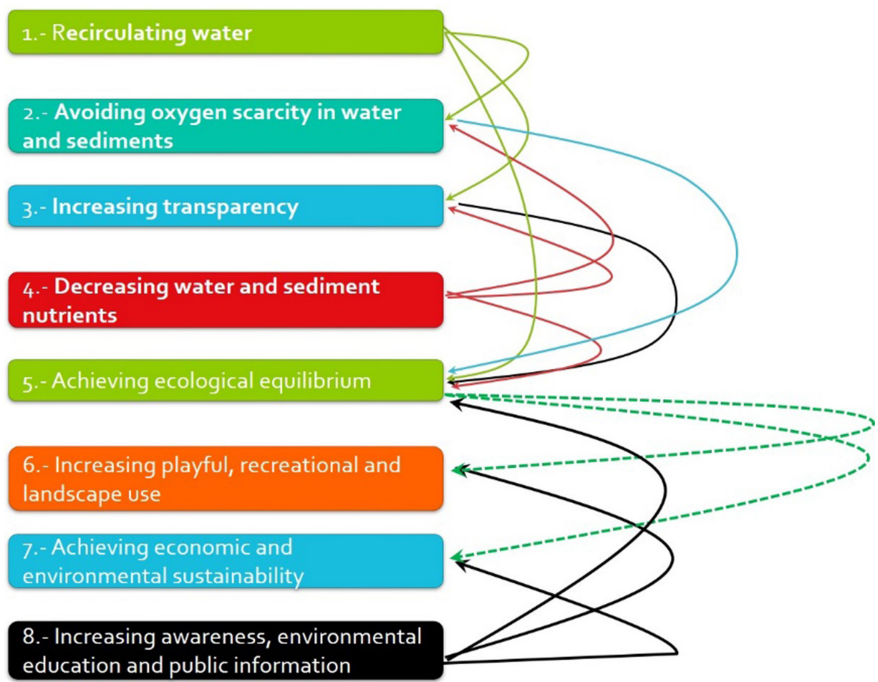 1.- Recirculating water
2.- Avoiding oxygen scarcity in water
and sediments
3.- Increasing transparency
4.- Decreasing water and sediment
nutrients
5.- Achieving ecological equilibrium
6.- Increasing playful, recreational and
landscape use
7.- Achieving economic and
environmental sustainability
8.- Increasing awareness, environmental
education and public information